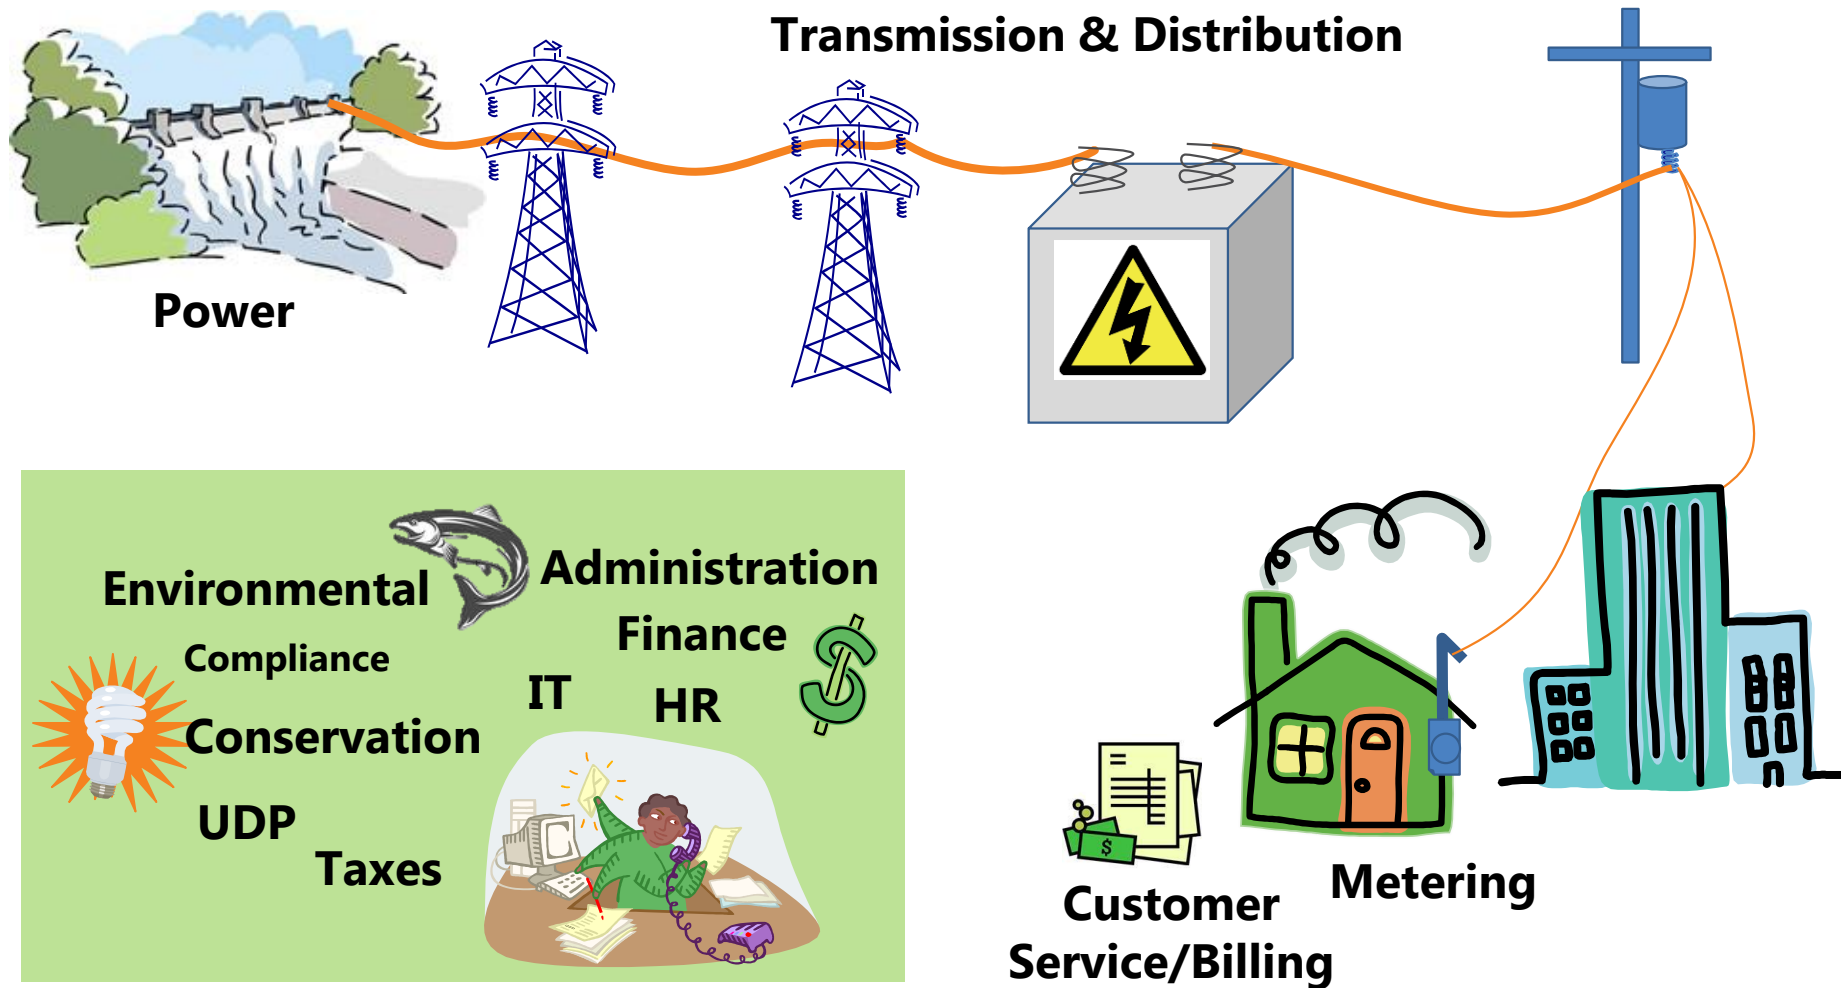 Transmission & Distribution
Power
Environmental
Administration
Finance
Compliance
IT
HR
Conservation
UDP
Taxes
$
Metering
Customer
Service/Billing